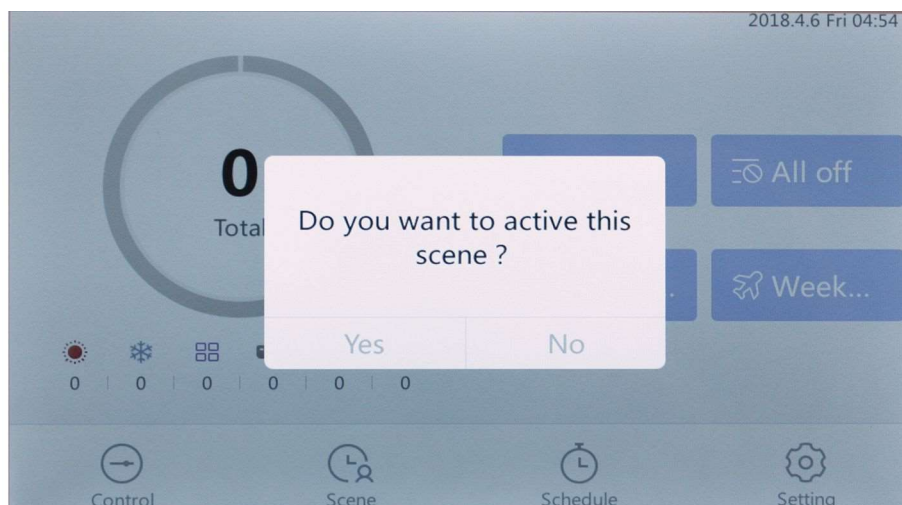 2018.4.6 Fri 04:54
0
Total
All off
Do you want to active this
scene ?
Week...
Yes
No
0 0 0 0 0 0
Control
Scene
Schedule
Setting